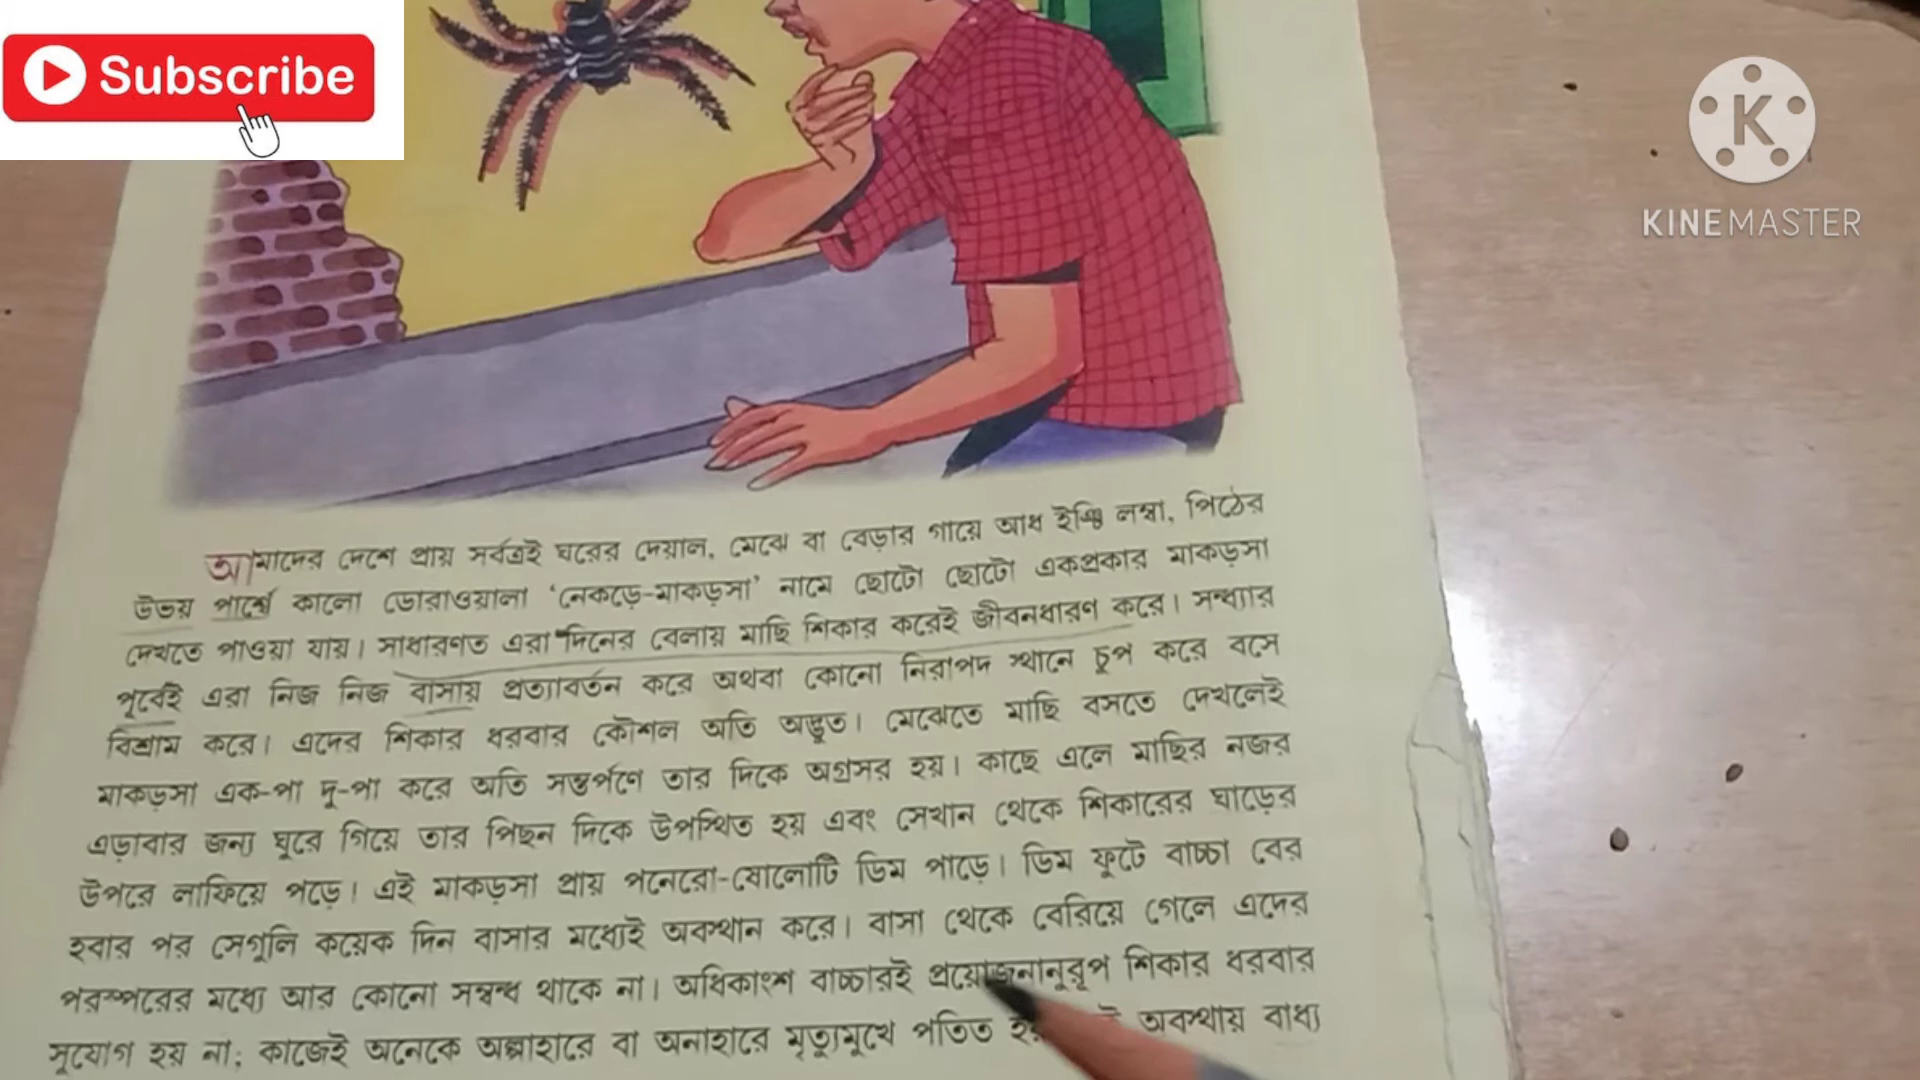 Subscribe
K
KINEMASTER
আমাদের দেশে প্রায় সর্বত্রই ঘরের দেয়াল, মেঝে বা বেড়ার গায়ে আধ ইঞ্চি লম্বা, পিঠের
উভয় পার্শ্বে কালো ডোরাওয়ালা ‘নেকড়ে-মাকড়সা’ নামে ছোটো ছোটো একপ্রকার মাকড়সা
দেখতে পাওয়া যায়। সাধারণত এরা দিনের বেলায় মাছি শিকার করেই জীবনধারণ করে। সন্ধ্যার
পূর্বেই এরা নিজ নিজ বাসায় প্রত্যাবর্তন করে অথবা কোনো নিরাপদ স্থানে চুপ করে বসে
বিশ্রাম করে। এদের শিকার ধরবার কৌশল অতি অদ্ভুত। মেঝেতে মাছি বসতে দেখলেই
মাকড়সা এক-পা দু-পা করে অতি সন্তর্পণে তার দিকে অগ্রসর হয়। কাছে এলে মাছির নজর
এড়াবার জন্য ঘুরে গিয়ে তার পিছন দিকে উপস্থিত হয় এবং সেখান থেকে শিকারের ঘাড়ের
উপরে লাফিয়ে পড়ে। এই মাকড়সা প্রায় পনেরো-ষোলোটি ডিম পাড়ে। ডিম ফুটে বাচ্চা বের
হবার পর সেগুলি কয়েক দিন বাসার মধ্যেই অবস্থান করে। বাসা থেকে বেরিয়ে গেলে এদের
পরস্পরের মধ্যে আর কোনো সম্বন্ধ থাকে না। অধিকাংশ বাচ্চারই প্রয়োজনানুরূপ শিকার ধরবার
সুযোগ হয় না; কাজেই অনেকে অল্পাহারে বা অনাহারে মৃত্যুমুখে পতিত অবস্থায় বাধ্য